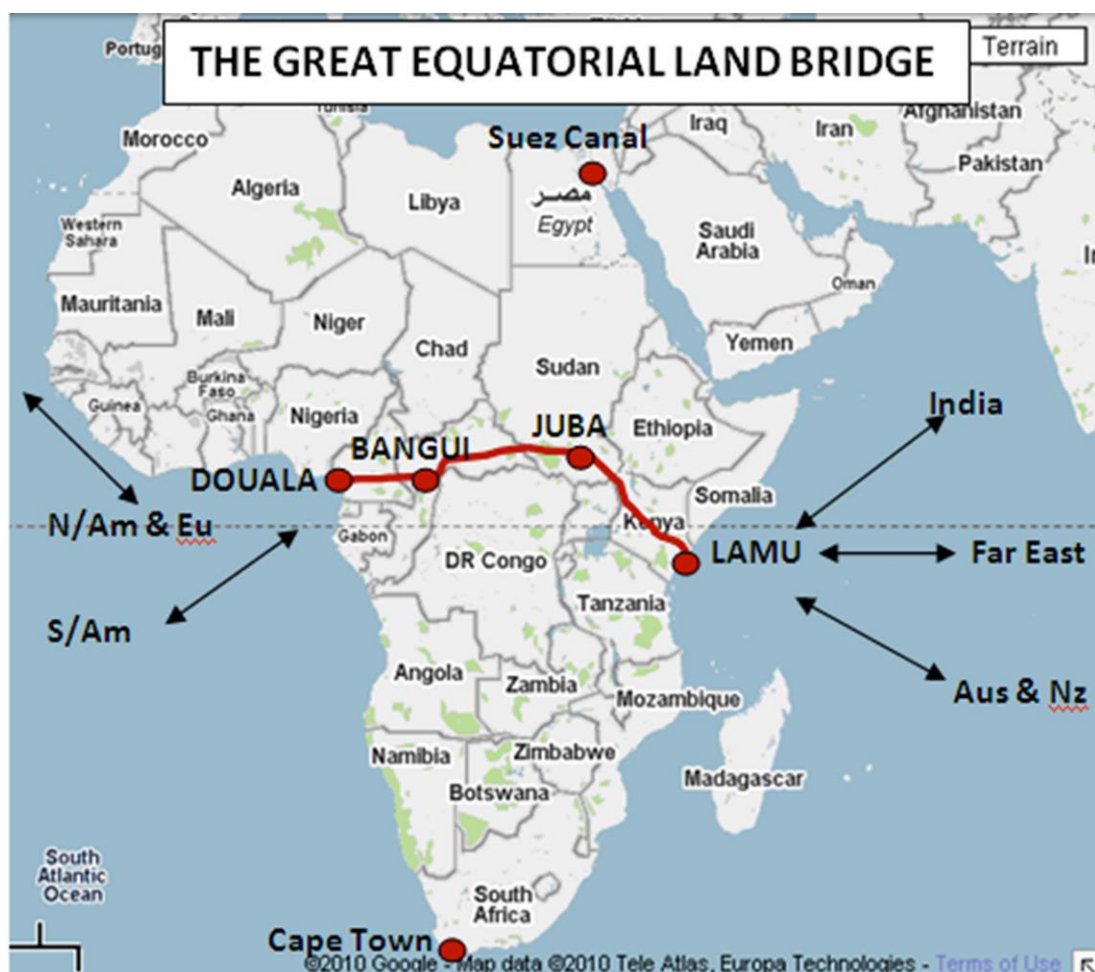 THE GREAT EQUATORIAL LAND BRIDGE
Terrain
Portug
Tunisia
Afghanistan
Morocco
Suez Canal
Iraq
Iran
Pakistan
Algeria
Libya
مصر
Egypt
Western
Sahara
Saudi
Arabia
Oman
Mauritania
Mali
Niger
Chad
Sudan
Yemen
Burkina
Faso
Guinea
Ghana
Nigeria
BANGUI
JUBA
Ethiopia
India
DOUALA
Somalia
N/Am & Eu
Gabon
Kenya
DR Congo
LAMU
Far East
S/Am
Tanzania
Angola
Zambia
Mozambique
Aus & Nz
Namibia
Zimbabwe
Botswana
Madagascar
South
Atlantic
Ocean
South
Africa
Cape Town
©2010 Google - Map data ©2010 Tele Atlas, Europa Technologies - Terms of Use